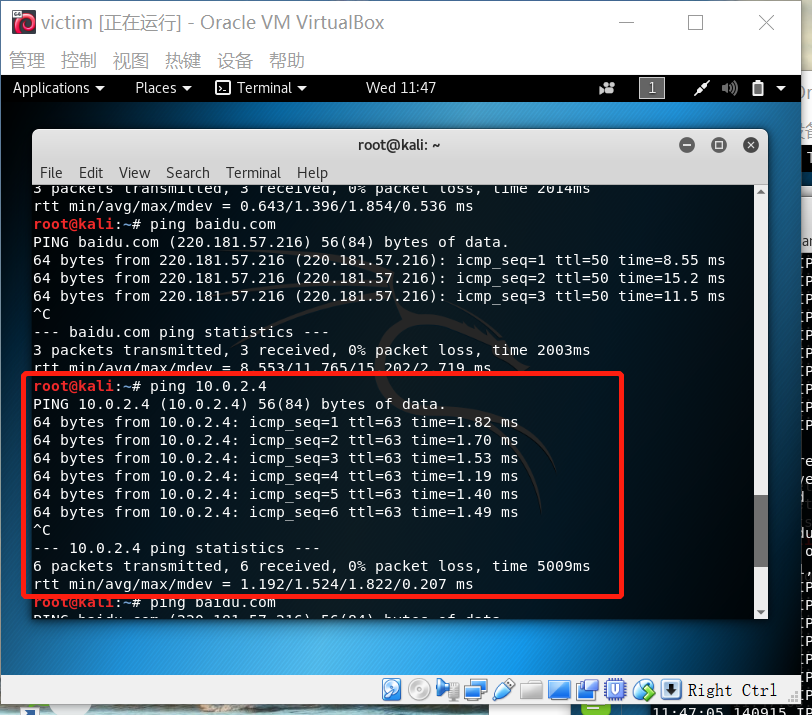 victim [正在运行] - Oracle VM VirtualBox
管理 控制 视图 热键 设备 帮助
Applications Places Terminal Wed 11:47 1
root@kali: ~
File Edit View Search Terminal Help
3 packets transmitted, 3 received, 0% packet loss, time 2014ms
rtt min/avg/max/mdev = 0.643/1.396/1.854/0.536 ms
root@kali:~# ping baidu.com
PING baidu.com (220.181.57.216) 56(84) bytes of data.
64 bytes from 220.181.57.216 (220.181.57.216): icmp_seq=1 ttl=50 time=8.55 ms
64 bytes from 220.181.57.216 (220.181.57.216): icmp_seq=2 ttl=50 time=15.2 ms
64 bytes from 220.181.57.216 (220.181.57.216): icmp_seq=3 ttl=50 time=11.5 ms
^C
--- baidu.com ping statistics ---
3 packets transmitted, 3 received, 0% packet loss, time 2003ms
rtt min/avg/max/mdev = 8.553/11.765/15.202/2.719 ms
root@kali:~# ping 10.0.2.4
PING 10.0.2.4 (10.0.2.4) 56(84) bytes of data.
64 bytes from 10.0.2.4: icmp_seq=1 ttl=63 time=1.82 ms
64 bytes from 10.0.2.4: icmp_seq=2 ttl=63 time=1.70 ms
64 bytes from 10.0.2.4: icmp_seq=3 ttl=63 time=1.53 ms
64 bytes from 10.0.2.4: icmp_seq=4 ttl=63 time=1.19 ms
64 bytes from 10.0.2.4: icmp_seq=5 ttl=63 time=1.40 ms
64 bytes from 10.0.2.4: icmp_seq=6 ttl=63 time=1.49 ms
^C
--- 10.0.2.4 ping statistics ---
6 packets transmitted, 6 received, 0% packet loss, time 5009ms
rtt min/avg/max/mdev = 1.192/1.524/1.822/0.207 ms
root@kali:~# ping baidu.com
PING baidu.com (220.181.57.216) 56(84) bytes of data.
Right Ctrl
11:47:05.140915 IP